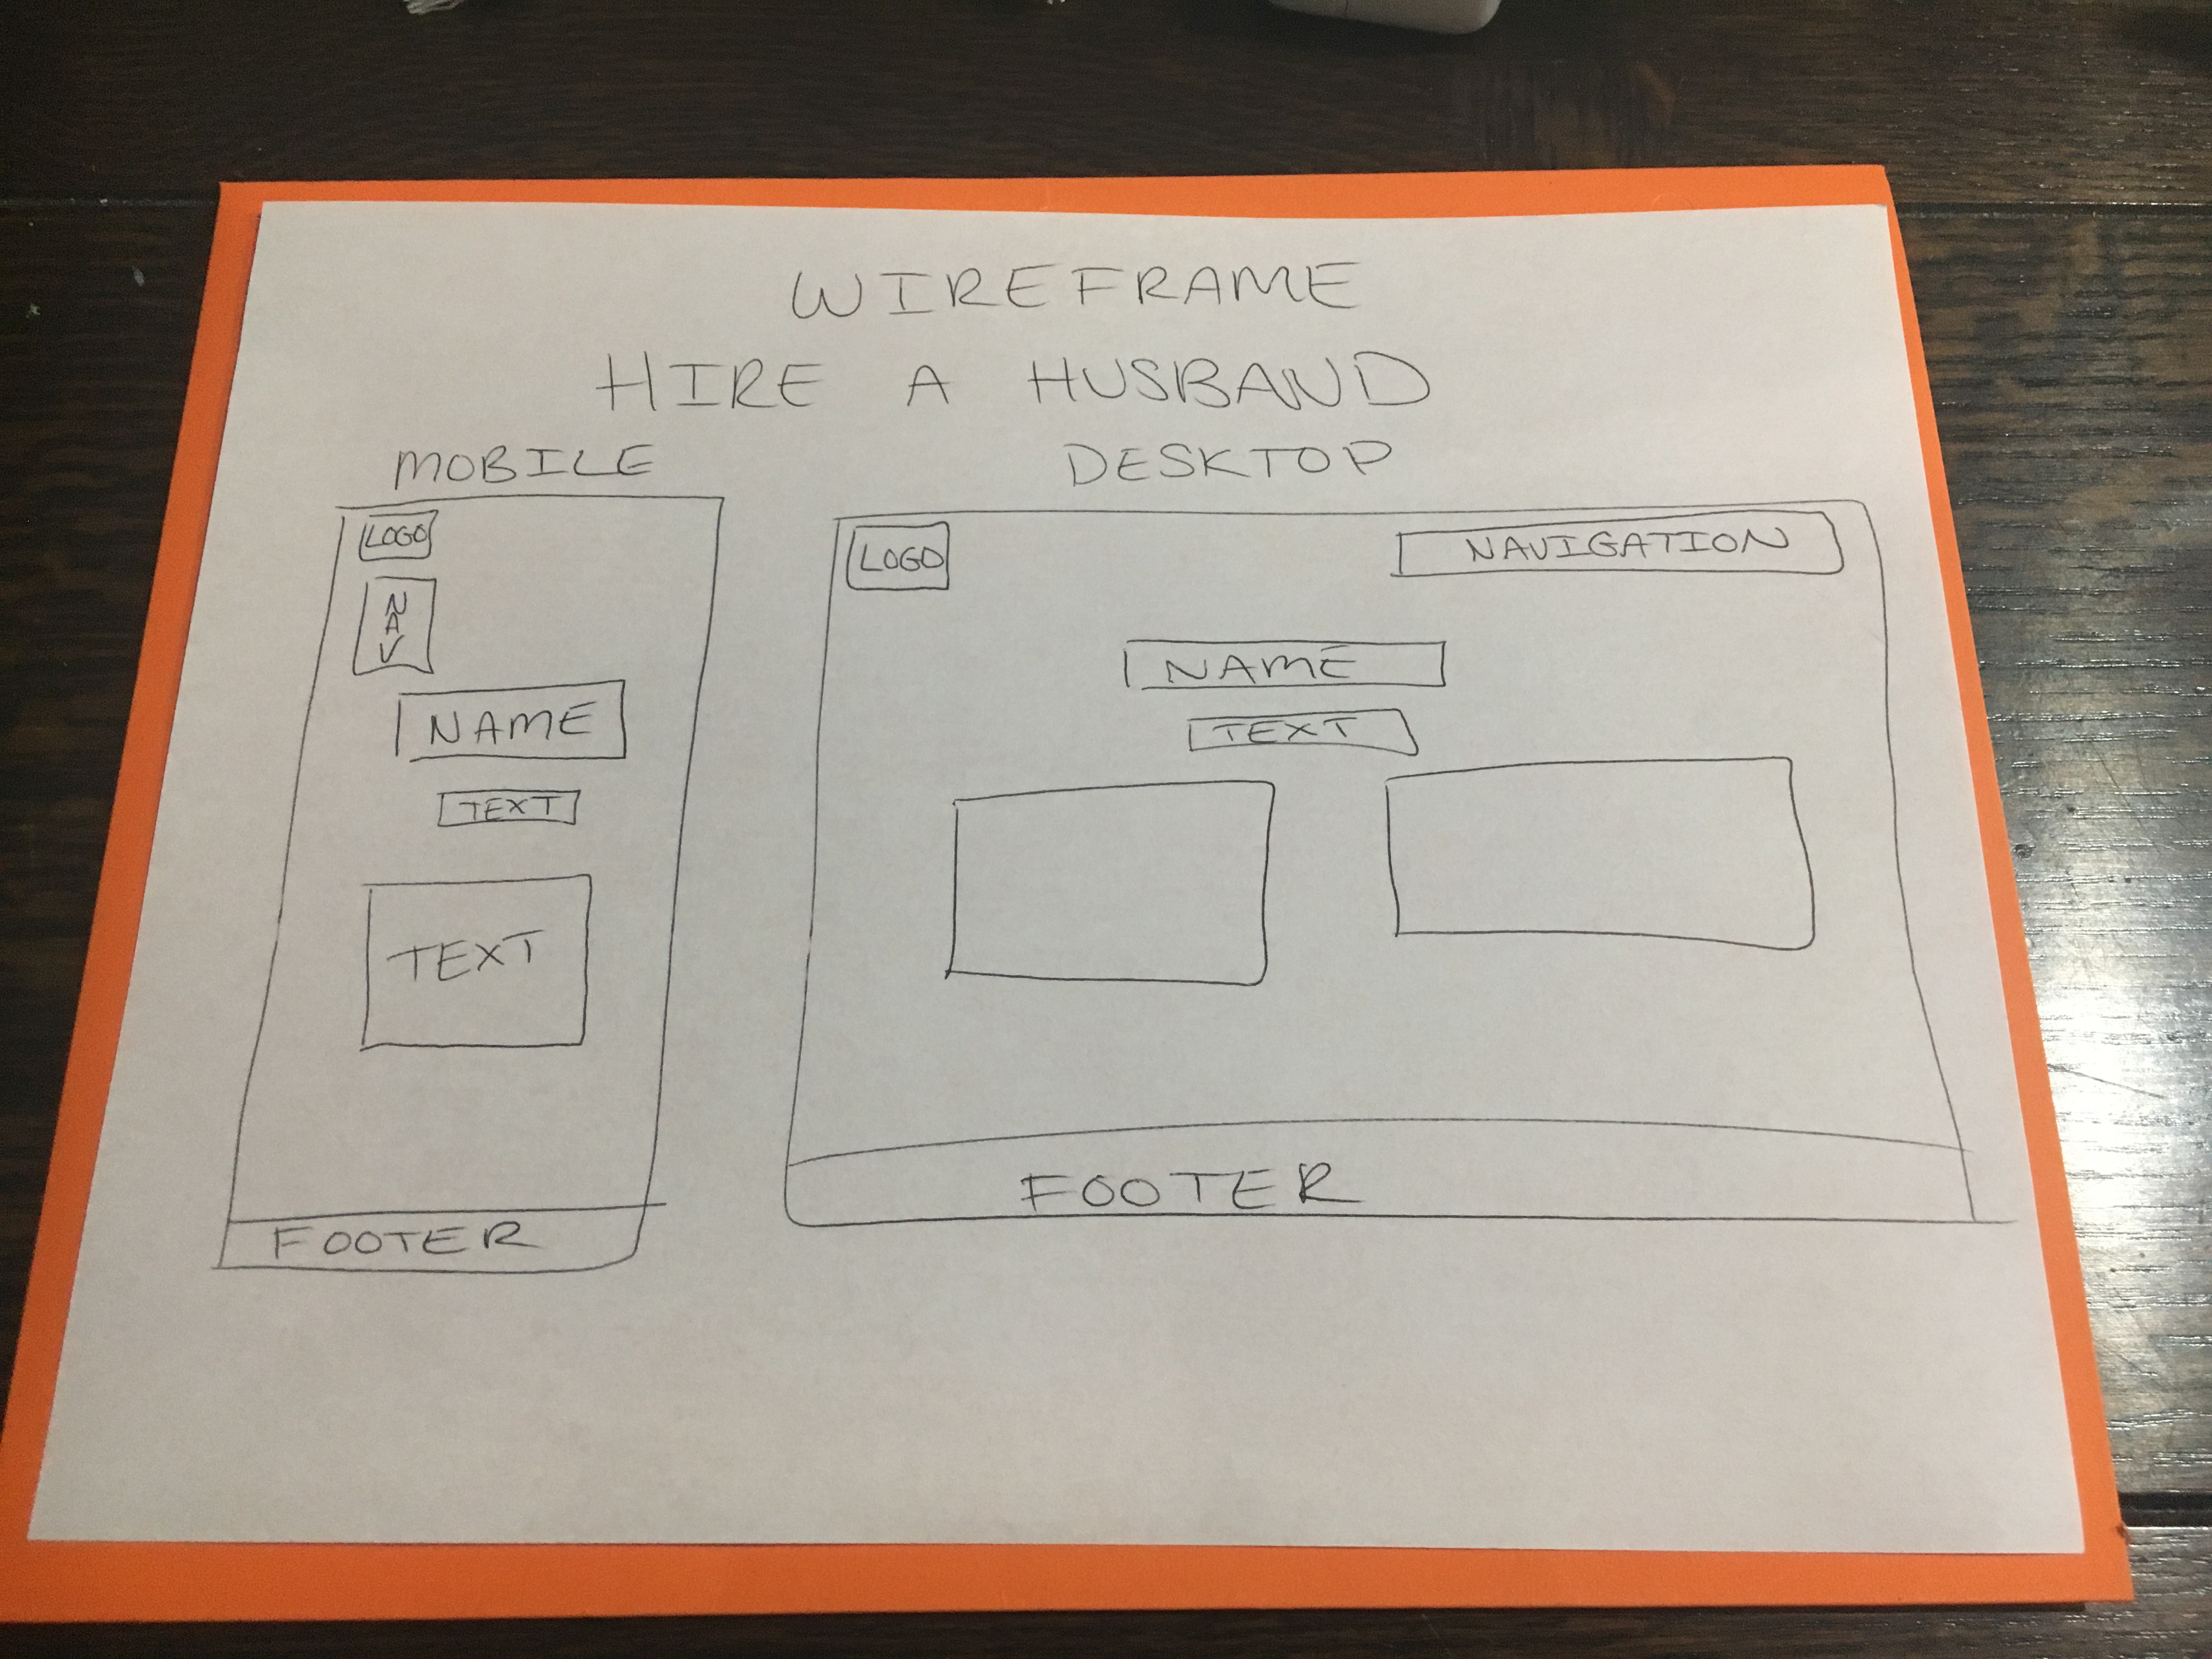 WIREFRAME
HIRE A HUSBAND
MOBILE
LOGO
NAV
NAME
TEXT
TEXT
FOOTER
DESKTOP
LOGO
NAVIGATION
NAME
TEXT
FOOTER